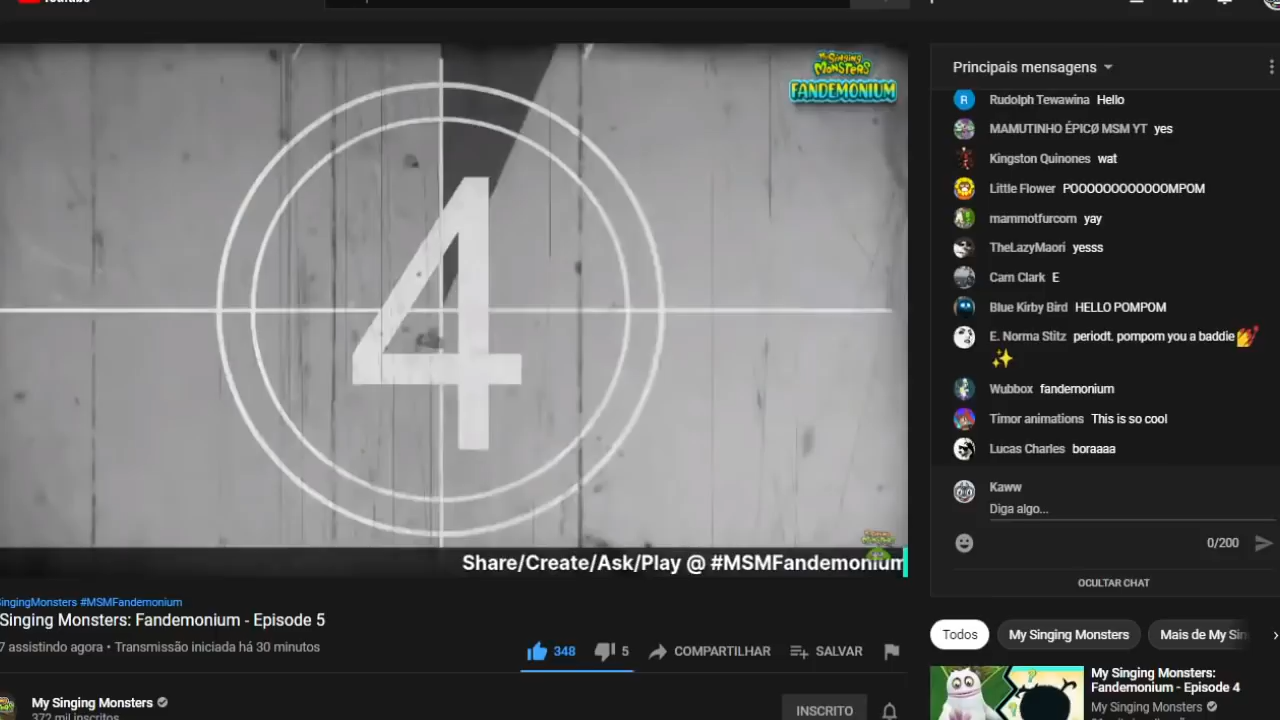 My Singing
MONSTERS
FANDEMONIUM
4
Share/Create/Ask/Play @ #MSMFandemonium
SingingMonsters #MSMFandemonium
Singing Monsters: Fandemonium - Episode 5
7 assistindo agora • Transmissão iniciada há 30 minutos
348
5
COMPARTILHAR
SALVAR
My Singing Monsters
372 mil inscritos
INSCRITO
Principais mensagens
R
Rudolph Tewawina Hello
MAMUTINHO ÉPICØ MSM YT yes
Kingston Quinones wat
Little Flower POOOOOOOOOOOOMPOM
mammotfurcorn yay
TheLazyMaori yesss
Cam Clark E
Blue Kirby Bird HELLO POMPOM
E. Norma Stitz periodt. pompom you a baddie 💅
✨
Wubbox fandemonium
Timor animations This is so cool
Lucas Charles boraaaa
Kaww
Diga algo...
0/200
OCULTAR CHAT
Todos
My Singing Monsters
Mais de My Sin
My Singing Monsters:
Fandemonium - Episode 4
My Singing Monsters